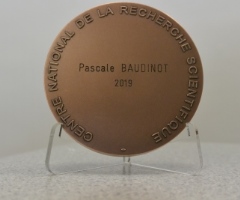 CENTRE NATIONAL DE LA RECHERCHE SCIENTIFIQUE
Pascale BAUDINOT
2019